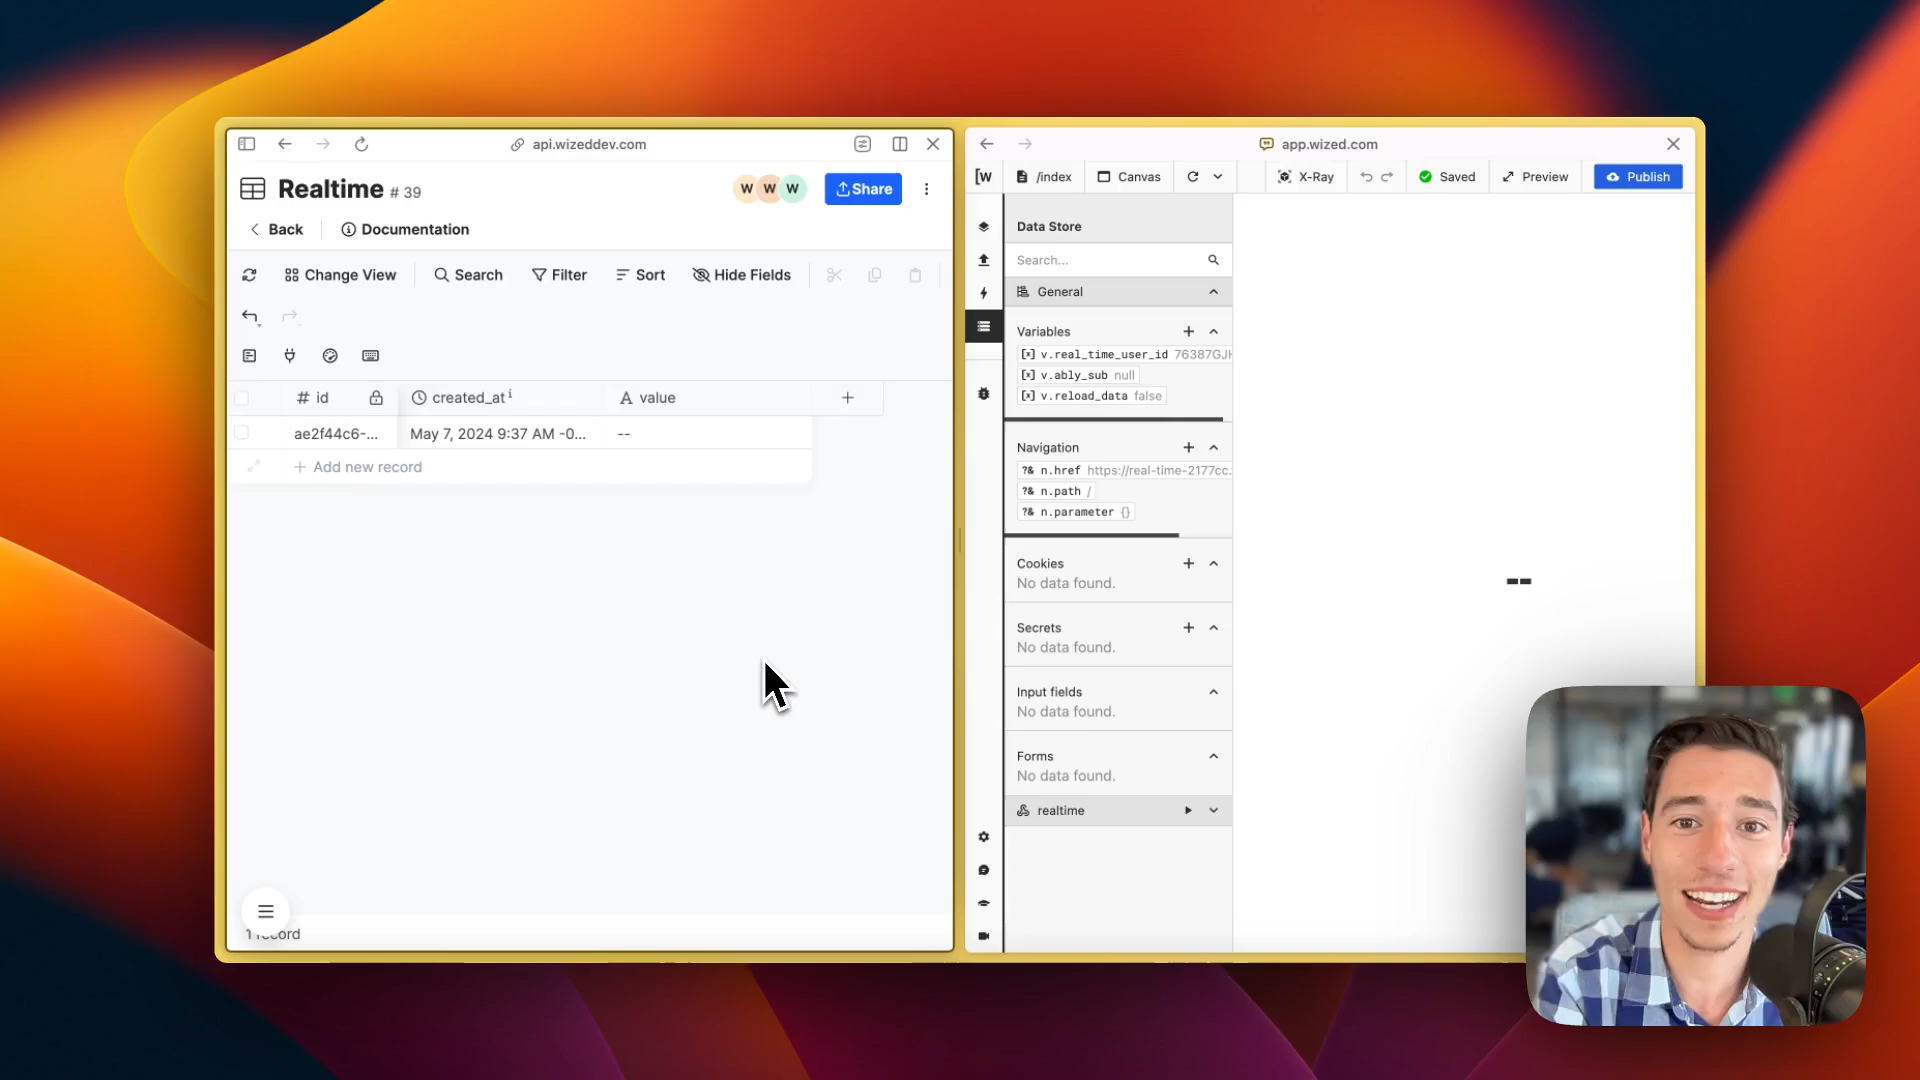 api.wizeddev.com
Realtime # 39
W W W
Share
Back
Documentation
Change View
Search
Filter
Sort
Hide Fields
# id
created_at i
A value
+
ae2f44c6-...
May 7, 2024 9:37 AM -0...
--
+ Add new record
1 record
app.wized.com
[W
/index
Canvas
X-Ray
Saved
Preview
Publish
Data Store
Search...
General
Variables
[x] v.real_time_user_id 76387GJH
[x] v.ably_sub null
[x] v.reload_data false
Navigation
?& n.href https://real-time-2177cc.
?& n.path /
?& n.parameter {}
Cookies
No data found.
Secrets
No data found.
Input fields
No data found.
Forms
No data found.
realtime
--